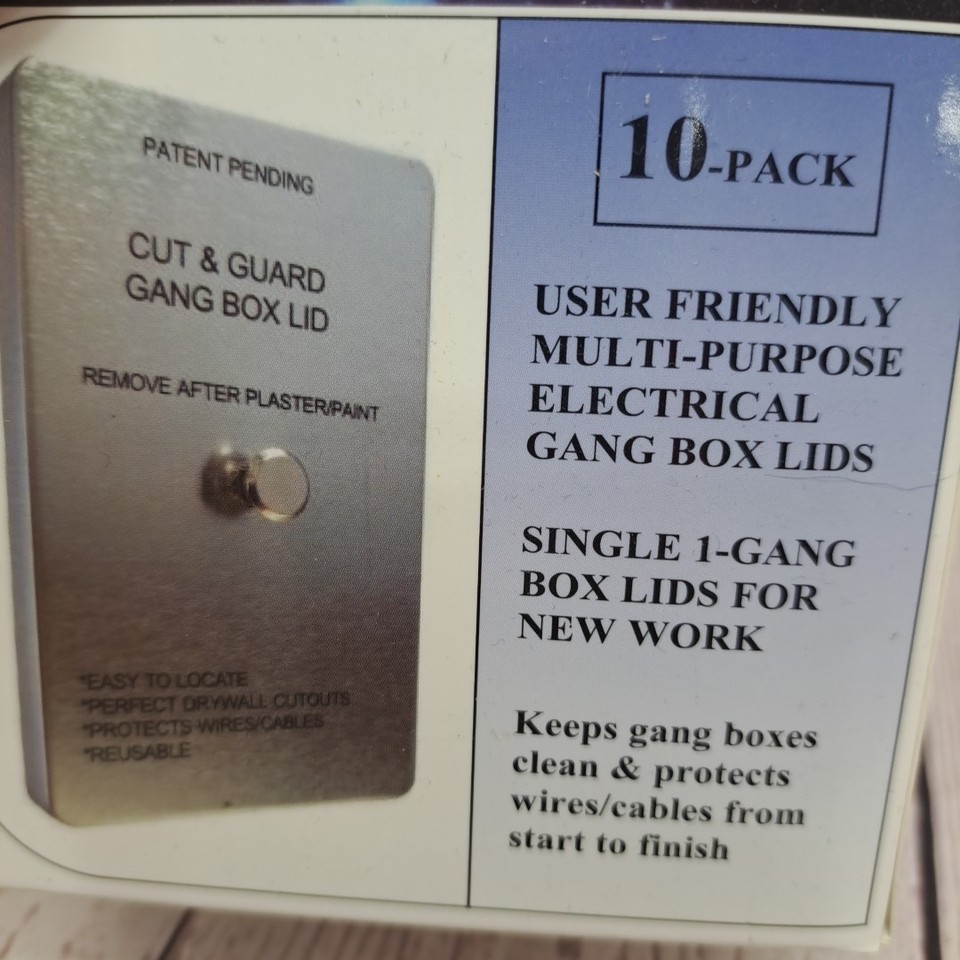 PATENT PENDING
CUT & GUARD
GANG BOX LID
REMOVE AFTER PLASTER/PAINT
*EASY TO LOCATE
*PERFECT DRYWALL CUTOUTS
*PROTECTS WIRES/CABLES
*REUSABLE
10-PACK
USER FRIENDLY
MULTI-PURPOSE
ELECTRICAL
GANG BOX LIDS
SINGLE 1-GANG
BOX LIDS FOR
NEW WORK
Keeps gang boxes
clean & protects
wires/cables from
start to finish